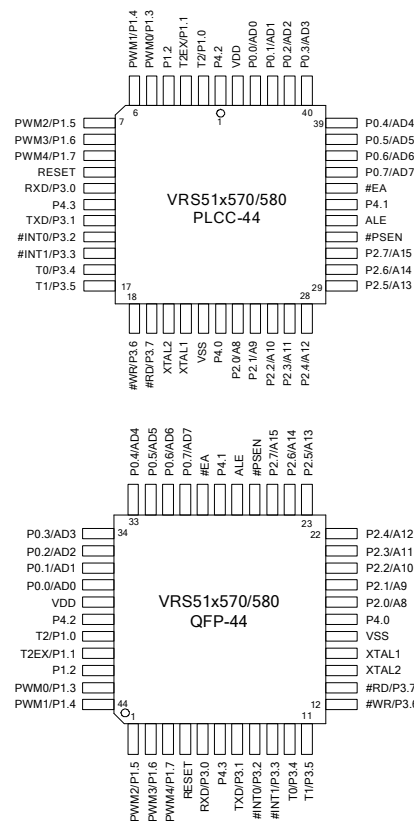 PWM1/P1.4
PWM0/P1.3
P1.2
T2EX/P1.1
T2/P1.0
P4.2
VDD
P0.0/AD0
P0.1/AD1
P0.2/AD2
P0.3/AD3
6
1
40
7
39
PWM2/P1.5
PWM3/P1.6
PWM4/P1.7
RESET
RXD/P3.0
P4.3
TXD/P3.1
#INT0/P3.2
#INT1/P3.3
T0/P3.4
T1/P3.5
VRS51x570/580
PLCC-44
P0.4/AD4
P0.5/AD5
P0.6/AD6
P0.7/AD7
#EA
P4.1
ALE
#PSEN
P2.7/A15
P2.6/A14
P2.5/A13
17
29
18
28
#WR/P3.6
#RD/P3.7
XTAL2
XTAL1
VSS
P4.0
P2.0/A8
P2.1/A9
P2.2/A10
P2.3/A11
P2.4/A12
P0.4/AD4
P0.5/AD5
P0.6/AD6
P0.7/AD7
#EA
P4.1
ALE
#PSEN
P2.7/A15
P2.6/A14
P2.5/A13
33
23
34
22
P0.3/AD3
P0.2/AD2
P0.1/AD1
P0.0/AD0
VDD
P4.2
T2/P1.0
T2EX/P1.1
P1.2
PWM0/P1.3
PWM1/P1.4
VRS51x570/580
QFP-44
P2.4/A12
P2.3/A11
P2.2/A10
P2.1/A9
P2.0/A8
P4.0
VSS
XTAL1
XTAL2
#RD/P3.7
#WR/P3.6
44
12
1
11
PWM2/P1.5
PWM3/P1.6
PWM4/P1.7
RESET
RXD/P3.0
P4.3
TXD/P3.1
#INT0/P3.2
#INT1/P3.3
T0/P3.4
T1/P3.5